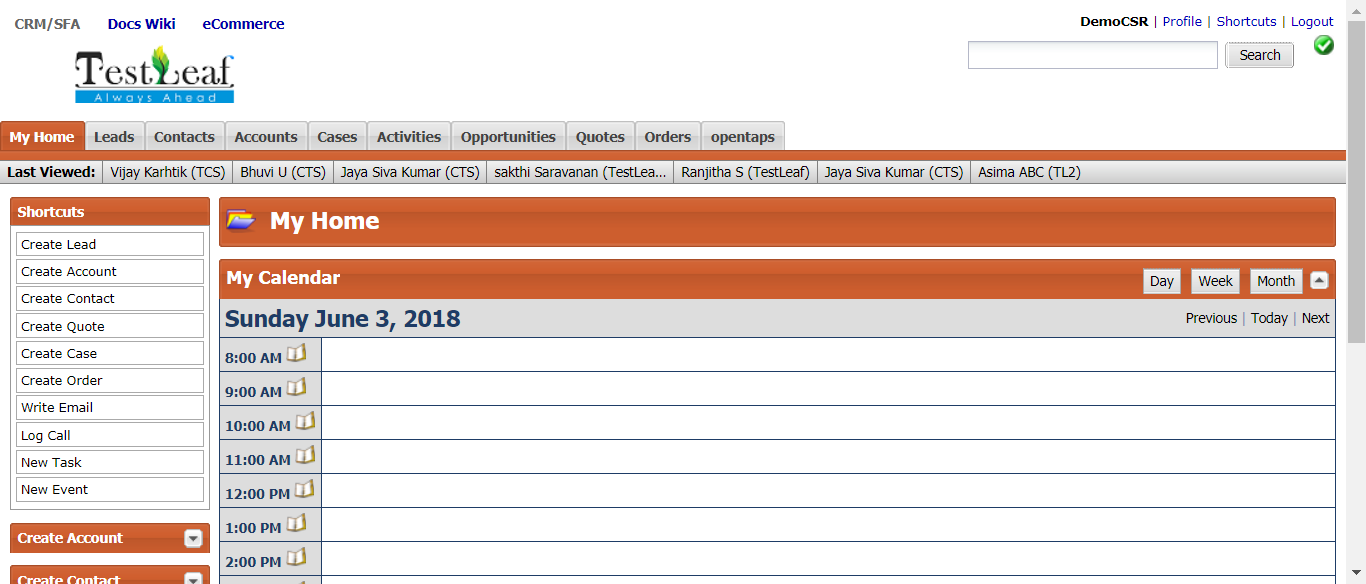 CRM/SFA Docs Wiki eCommerce
DemoCSR | Profile | Shortcuts | Logout
TestLeaf
Always Ahead
Search
My Home Leads Contacts Accounts Cases Activities Opportunities Quotes Orders opentaps
Last Viewed: Vijay Karhtik (TCS) Bhuvi U (CTS) Jaya Siva Kumar (CTS) sakthi Saravanan (TestLea... Ranjitha S (TestLeaf) Jaya Siva Kumar (CTS) Asima ABC (TL2)
Shortcuts
Create Lead
Create Account
Create Contact
Create Quote
Create Case
Create Order
Write Email
Log Call
New Task
New Event
Create Account
Create Contact
My Home
My Calendar
Day Week Month
Sunday June 3, 2018
Previous | Today | Next
8:00 AM
9:00 AM
10:00 AM
11:00 AM
12:00 PM
1:00 PM
2:00 PM